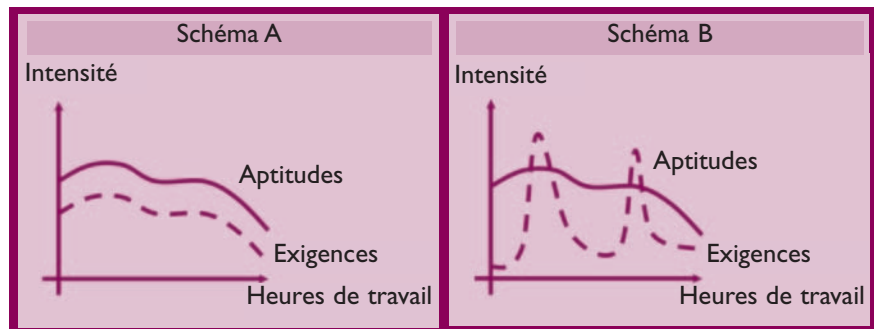 Schéma A
Intensité
Aptitudes
Exigences
Heures de travail
Schéma B
Intensité
Aptitudes
Exigences
Heures de travail